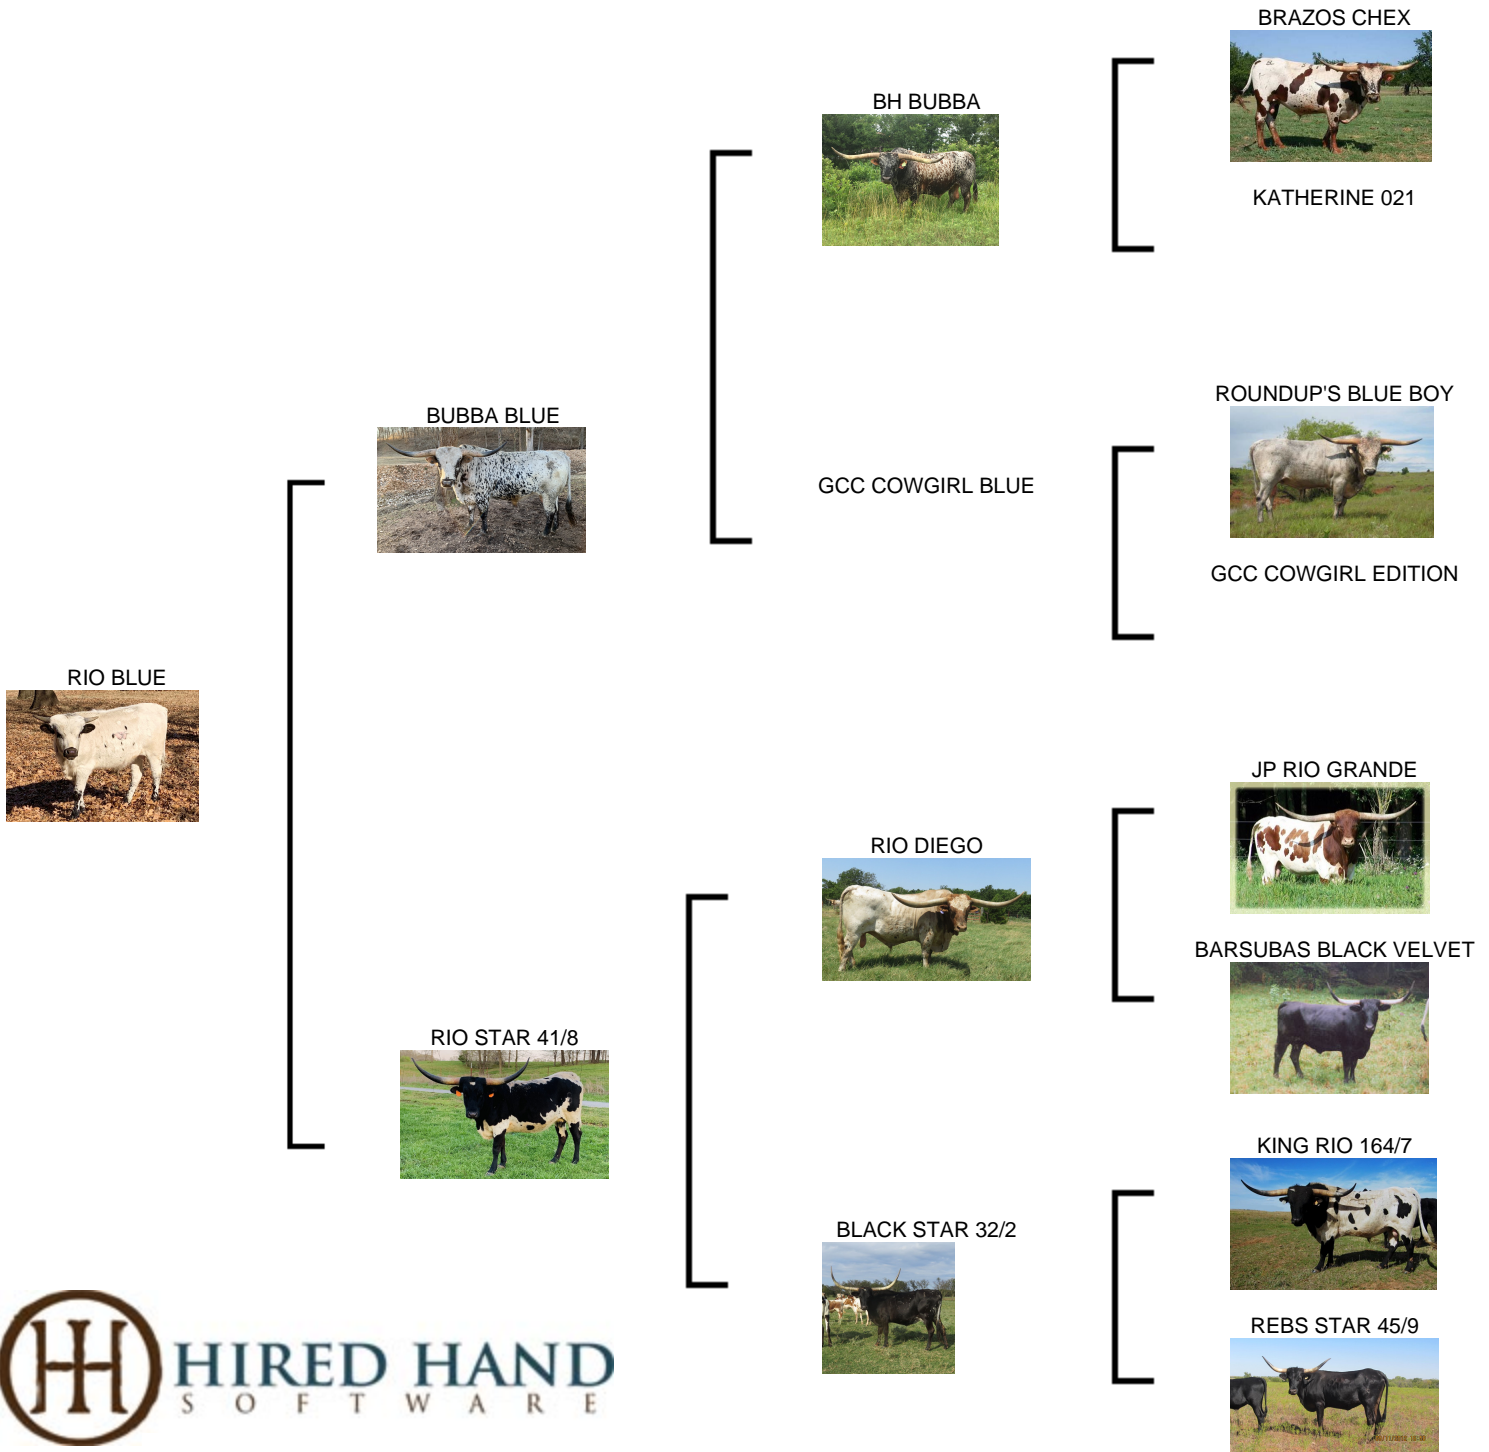 BRAZOS CHEX
BH BUBBA
KATHERINE 021
ROUNDUP'S BLUE BOY
BUBBA BLUE
GCC COWGIRL BLUE
GCC COWGIRL EDITION
RIO BLUE
JP RIO GRANDE
RIO DIEGO
BARSUBAS BLACK VELVET
RIO STAR 41/8
KING RIO 164/7
BLACK STAR 32/2
REBS STAR 45/9
HIRED HAND
SOFTWARE